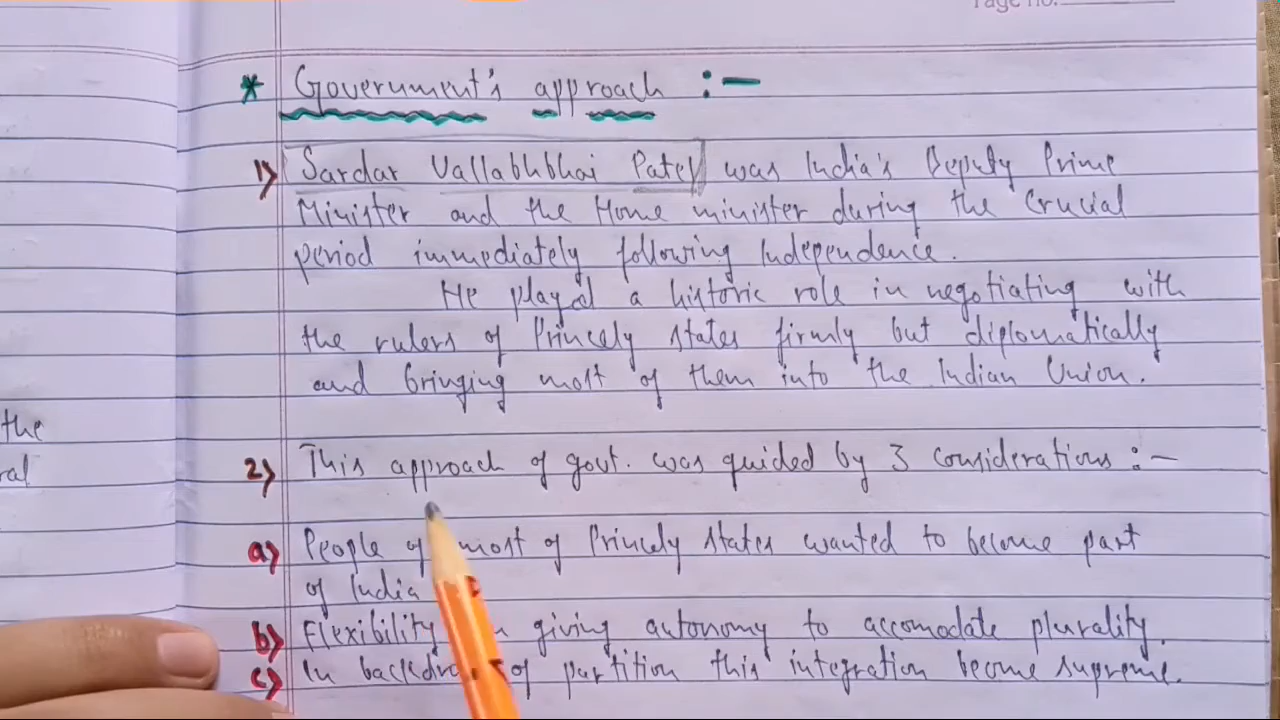 Page no.
* Government's approach :-
1) Sardar Vallabhbhai Patel was India's Deputy Prime
Minister and the Home minister during the crucial
period immediately following Independence.
He played a historic role in negotiating with
the rulers of Princely states firmly but diplomatically
and bringing most of them into the Indian Union.
the
ral
2) This approach of govt. was guided by 3 considerations :-
a) People of most of Princely states wanted to become part
of India
b) Flexibility giving autonomy to accomodate plurality.
c) In of partition this integration become supreme.